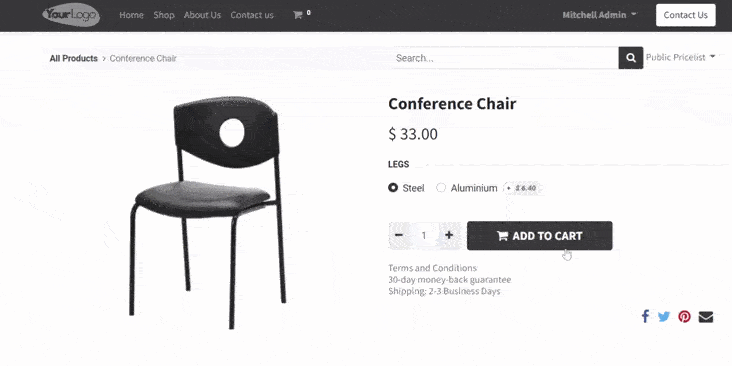 YourLogo Home Shop About Us Contact us 0 Mitchell Admin Contact Us
All Products > Conference Chair Search... Public Pricelist
Conference Chair
$ 33.00
LEGS
Steel Aluminium + $ 6.40
− 1 + ADD TO CART
Terms and Conditions
30-day money-back guarantee
Shipping: 2-3 Business Days